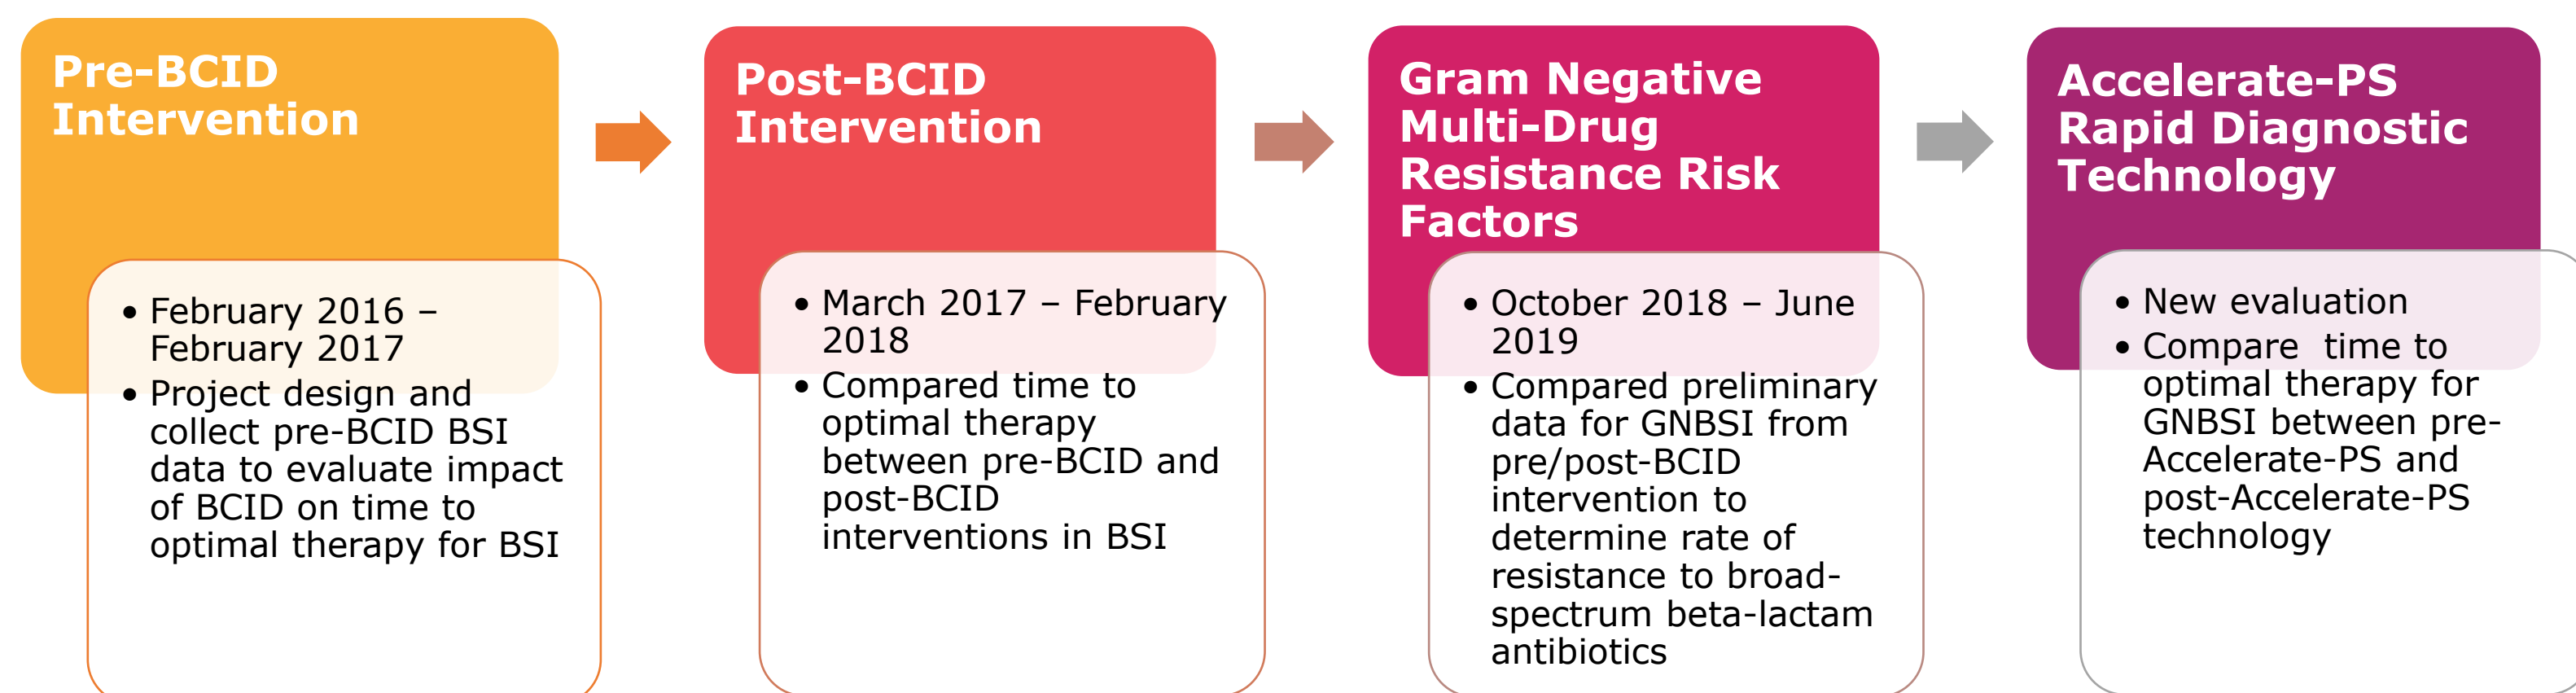 Pre-BCID
Intervention
• February 2016 –
February 2017
• Project design and
collect pre-BCID BSI
data to evaluate impact
of BCID on time to
optimal therapy for BSI
Post-BCID
Intervention
• March 2017 – February
2018
• Compared time to
optimal therapy
between pre-BCID and
post-BCID
interventions in BSI
Gram Negative
Multi-Drug
Resistance Risk
Factors
• October 2018 – June
2019
• Compared preliminary
data for GNBSI from
pre/post-BCID
intervention to
determine rate of
resistance to broad-
spectrum beta-lactam
antibiotics
Accelerate-PS
Rapid Diagnostic
Technology
• New evaluation
• Compare  time to
optimal therapy for
GNBSI between pre-
Accelerate-PS and
post-Accelerate-PS
technology